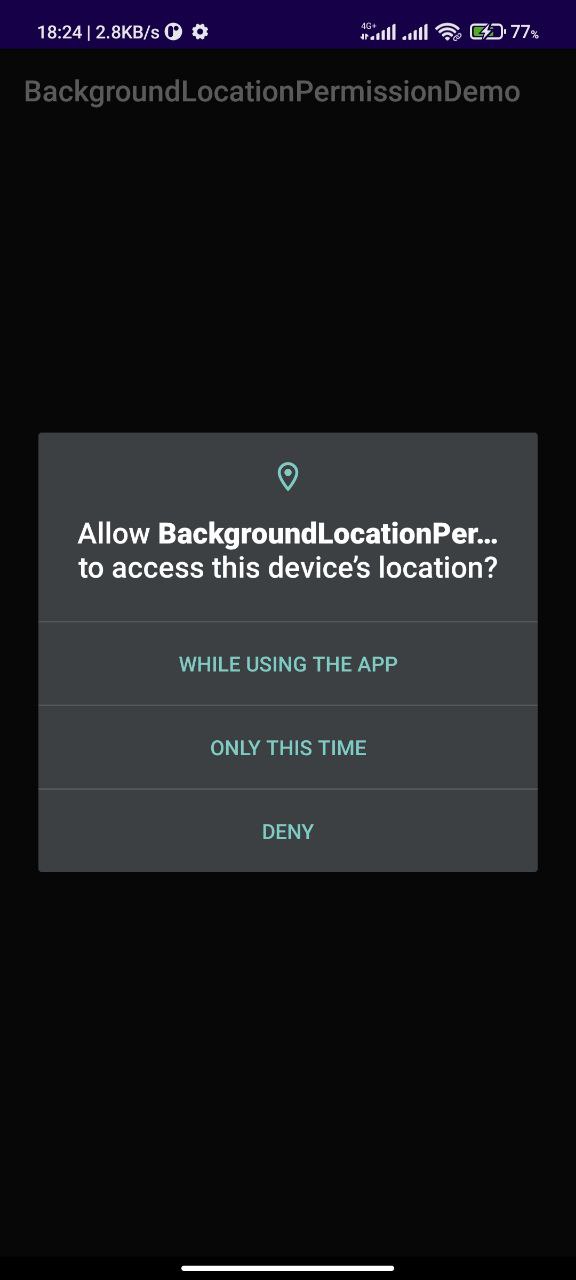 18:24 | 2.8KB/s 4G+ 77%
BackgroundLocationPermissionDemo
Allow BackgroundLocationPer...
to access this device's location?
WHILE USING THE APP
ONLY THIS TIME
DENY